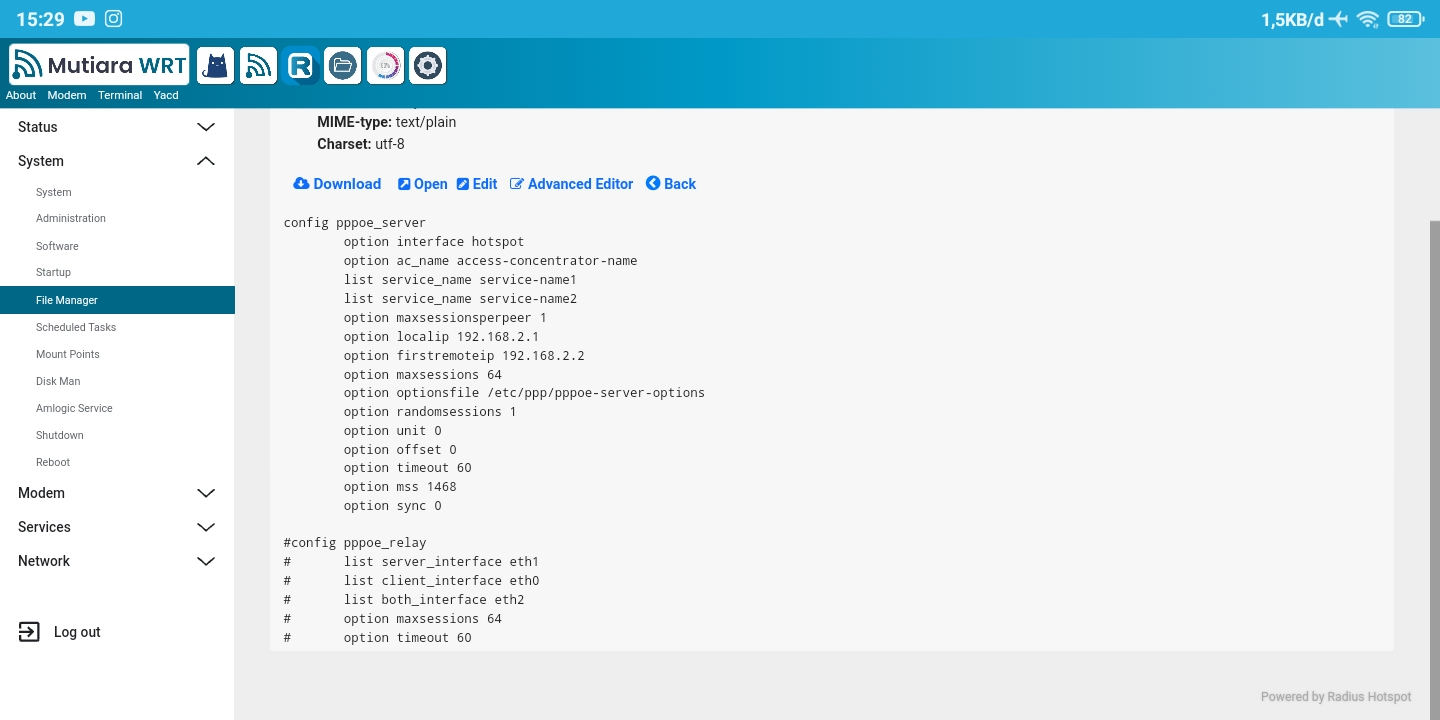 15:29
1,5KB/d
82
Mutiara WRT
About Modem Terminal Yacd
Status
System
System
Administration
Software
Startup
File Manager
Scheduled Tasks
Mount Points
Disk Man
Amlogic Service
Shutdown
Reboot
Modem
Services
Network
Log out
MIME-type: text/plain
Charset: utf-8
Download Open Edit Advanced Editor Back
config pppoe_server
        option interface hotspot
        option ac_name access-concentrator-name
        list service_name service-name1
        list service_name service-name2
        option maxsessionsperpeer 1
        option localip 192.168.2.1
        option firstremoteip 192.168.2.2
        option maxsessions 64
        option optionsfile /etc/ppp/pppoe-server-options
        option randomsessions 1
        option unit 0
        option offset 0
        option timeout 60
        option mss 1468
        option sync 0
#config pppoe_relay
#       list server_interface eth1
#       list client_interface eth0
#       list both_interface eth2
#       option maxsessions 64
#       option timeout 60
Powered by Radius Hotspot